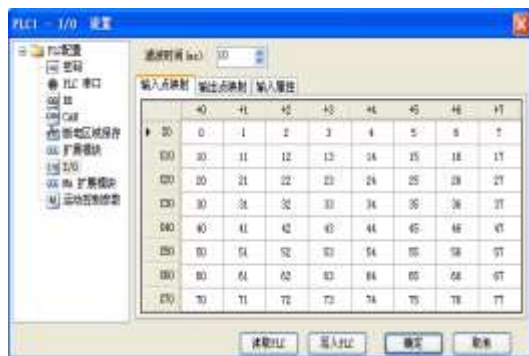 PLC1 - I/O 设置
PLC配置
密码
PLC 串口
CAN
断电区域保存
扩展模块
I/O
MA 扩展模块
运动控制参数
滤波时间(ms) 10
输入点映射 输出点映射 输入属性
+0 +1 +2 +3 +4 +5 +6 +7
X0 0 1 2 3 4 5 6 7
X10 10 11 12 13 14 15 16 17
X20 20 21 22 23 24 25 26 27
X30 30 31 32 33 34 35 36 37
X40 40 41 42 43 44 45 46 47
X50 50 51 52 53 54 55 56 57
X60 60 61 62 63 64 65 66 67
X70 70 71 72 73 74 75 76 77
读取PLC 写入PLC 确定 取消